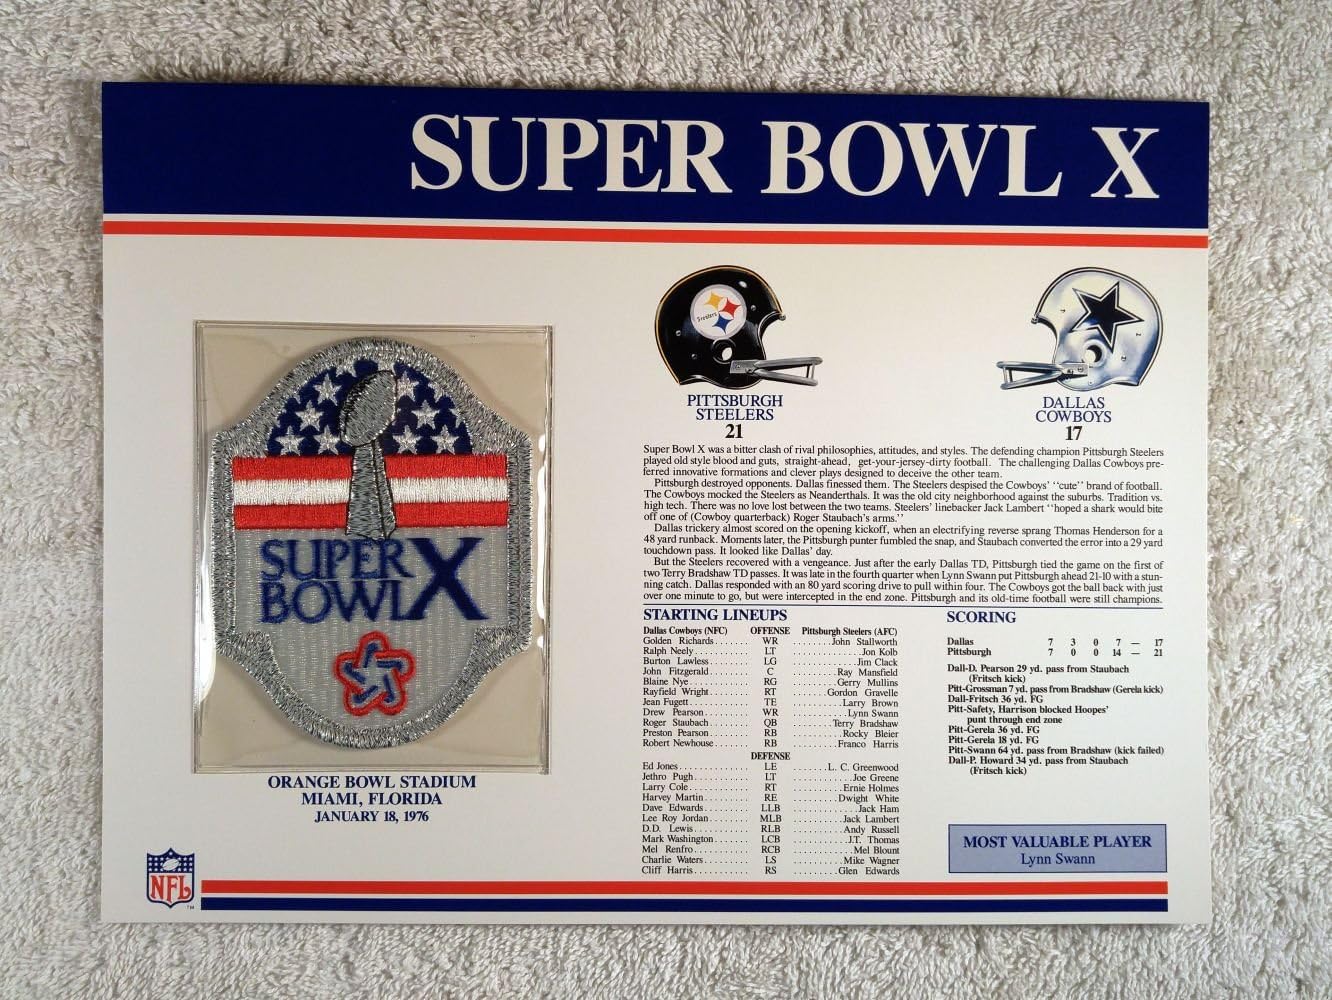 SUPER BOWL X
Steelers
PITTSBURGH
STEELERS
21
DALLAS
COWBOYS
17
Super Bowl X was a bitter clash of rival philosophies, attitudes, and styles. The defending champion Pittsburgh Steelers
played old style blood and guts, straight-ahead, get-your-jersey-dirty football. The challenging Dallas Cowboys pre-
ferred innovative formations and clever plays designed to deceive the other team.
Pittsburgh destroyed opponents. Dallas finessed them. The Steelers despised the Cowboys' "cute" brand of football.
The Cowboys mocked the Steelers as Neanderthals. It was the old city neighborhood against the suburbs. Tradition vs.
high tech. There was no love lost between the two teams. Steelers' linebacker Jack Lambert "hoped a shark would bite
off one of (Cowboy quarterback) Roger Staubach's arms."
Dallas trickery almost scored on the opening kickoff, when an electrifying reverse sprang Thomas Henderson for a
48 yard runback. Moments later, the Pittsburgh punter fumbled the snap, and Staubach converted the error into a 29 yard
touchdown pass. It looked like Dallas' day.
But the Steelers recovered with a vengeance. Just after the early Dallas TD, Pittsburgh tied the game on the first of
two Terry Bradshaw TD passes. It was late in the fourth quarter when Lynn Swann put Pittsburgh ahead 21-10 with a stun-
ning catch. Dallas responded with an 80 yard scoring drive to pull within four. The Cowboys got the ball back with just
over one minute to go, but were intercepted in the end zone. Pittsburgh and its old-time football were still champions.
SUPER
BOWL X
ORANGE BOWL STADIUM
MIAMI, FLORIDA
JANUARY 18, 1976
STARTING LINEUPS
Dallas Cowboys (NFC) OFFENSE Pittsburgh Steelers (AFC)
Golden Richards....... WR ........John Stallworth
Ralph Neely........... LT ..............Jon Kolb
Burton Lawless........ LG .............Jim Clack
John Fitzgerald....... C .........Ray Mansfield
Blaine Nye............ RG .........Gerry Mullins
Rayfield Wright....... RT .......Gordon Gravelle
Jean Fugett........... TE ..........Larry Brown
Drew Pearson.......... WR ...........Lynn Swann
Roger Staubach........ QB ........Terry Bradshaw
Preston Pearson....... RB ..........Rocky Bleier
Robert Newhouse....... RB .........Franco Harris
DEFENSE
Ed Jones.............. LE .......L. C. Greenwood
Jethro Pugh........... LT ............Joe Greene
Larry Cole............ RT ..........Ernie Holmes
Harvey Martin......... RE .........Dwight White
Dave Edwards.......... LLB .............Jack Ham
Lee Roy Jordan........ MLB .........Jack Lambert
D.D. Lewis............ RLB .........Andy Russell
Mark Washington....... LCB ..........J.T. Thomas
Mel Renfro............ RCB ...........Mel Blount
Charlie Waters........ LS .........Mike Wagner
Cliff Harris.......... RS ........Glen Edwards
SCORING
Dallas 7 3 0 7 — 17
Pittsburgh 7 0 0 14 — 21
Dall-D. Pearson 29 yd. pass from Staubach
(Fritsch kick)
Pitt-Grossman 7 yd. pass from Bradshaw (Gerela kick)
Dall-Fritsch 36 yd. FG
Pitt-Safety, Harrison blocked Hoopes'
punt through end zone
Pitt-Gerela 36 yd. FG
Pitt-Gerela 18 yd. FG
Pitt-Swann 64 yd. pass from Bradshaw (kick failed)
Dall-P. Howard 34 yd. pass from Staubach
(Fritsch kick)
MOST VALUABLE PLAYER
Lynn Swann
NFL
TM